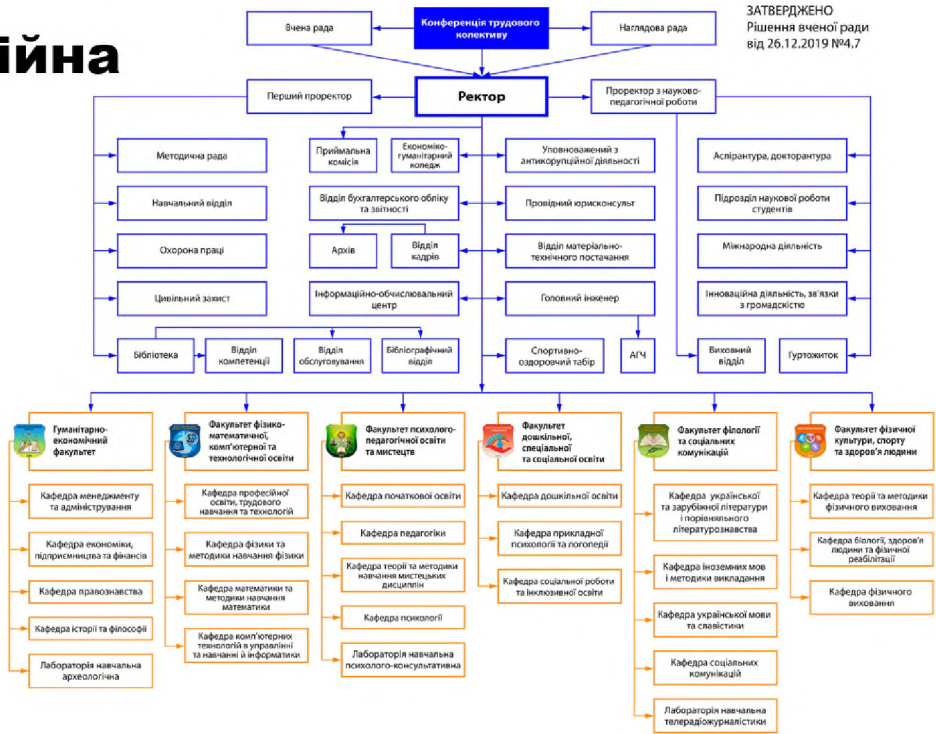 ійна
ЗАТВЕРДЖЕНО
Рішення вченої ради
від 26.12.2019 №4.7
Вчена рада
Конференція трудового
колективу
Наглядова рада
Перший проректор
Ректор
Проректор з науково-
педагогічної роботи
Методична рада
Приймальна
комісія
Економіко-
гуманітарний
коледж
Уповноважений з
антикорупційної діяльності
Аспірантура, докторантура
Навчальний відділ
Відділ бухгалтерського обліку
та звітності
Провідний юрисконсульт
Підрозділ наукової роботи
студентів
Охорона праці
Архів
Відділ
кадрів
Відділ матеріально-
технічного постачання
Міжнародна діяльність
Цивільний захист
Інформаційно-обчислювальний
центр
Головний інженер
Інноваційна діяльність, зв'язки
з громадскістю
Бібліотека
Відділ
компетенції
Відділ
обслуговування
Бібліографічний
відділ
Спортивно-
оздоровчий табір
АГЧ
Виховний
відділ
Гуртожиток
Гуманітарно-
економічний
факультет
Кафедра менеджменту
та адміністрування
Кафедра економіки,
підприємництва та фінансів
Кафедра правознавства
Кафедра історії та філософії
Лабораторія навчальна
археологічна
Факультет фізико-
математичної,
комп'ютерної та
технологічної освіти
Кафедра професійної
освіти, трудового
навчання та технологій
Кафедра фізики та
методики навчання фізики
Кафедра математики та
методики навчання
математики
Кафедра комп'ютерних
технологій в управлінні
та навчанні й інформатики
Факультет психолого-
педагогічної освіти
та мистецтв
Кафедра початкової освіти
Кафедра педагогіки
Кафедра теорії та методики
навчання мистецьких
дисциплін
Кафедра психології
Лабораторія навчальна
психолого-консультативна
Факультет
дошкільної,
спеціальної
та соціальної освіти
Кафедра дошкільної освіти
Кафедра прикладної
психології та логопедії
Кафедра соціальної роботи
та інклюзивної освіти
Факультет філології
та соціальних
комунікацій
Кафедра української
та зарубіжної літератури
і порівняльного
літературознавства
Кафедра іноземних мов
і методики викладання
Кафедра української мови
та славістики
Кафедра соціальних
комунікацій
Лабораторія навчальна
телерадіожурналістики
Факультет фізичної
культури, спорту
та здоров'я людини
Кафедра теорії та методики
фізичного виховання
Кафедра біології, здоров'я
людини та фізичної
реабілітації
Кафедра фізичного
виховання